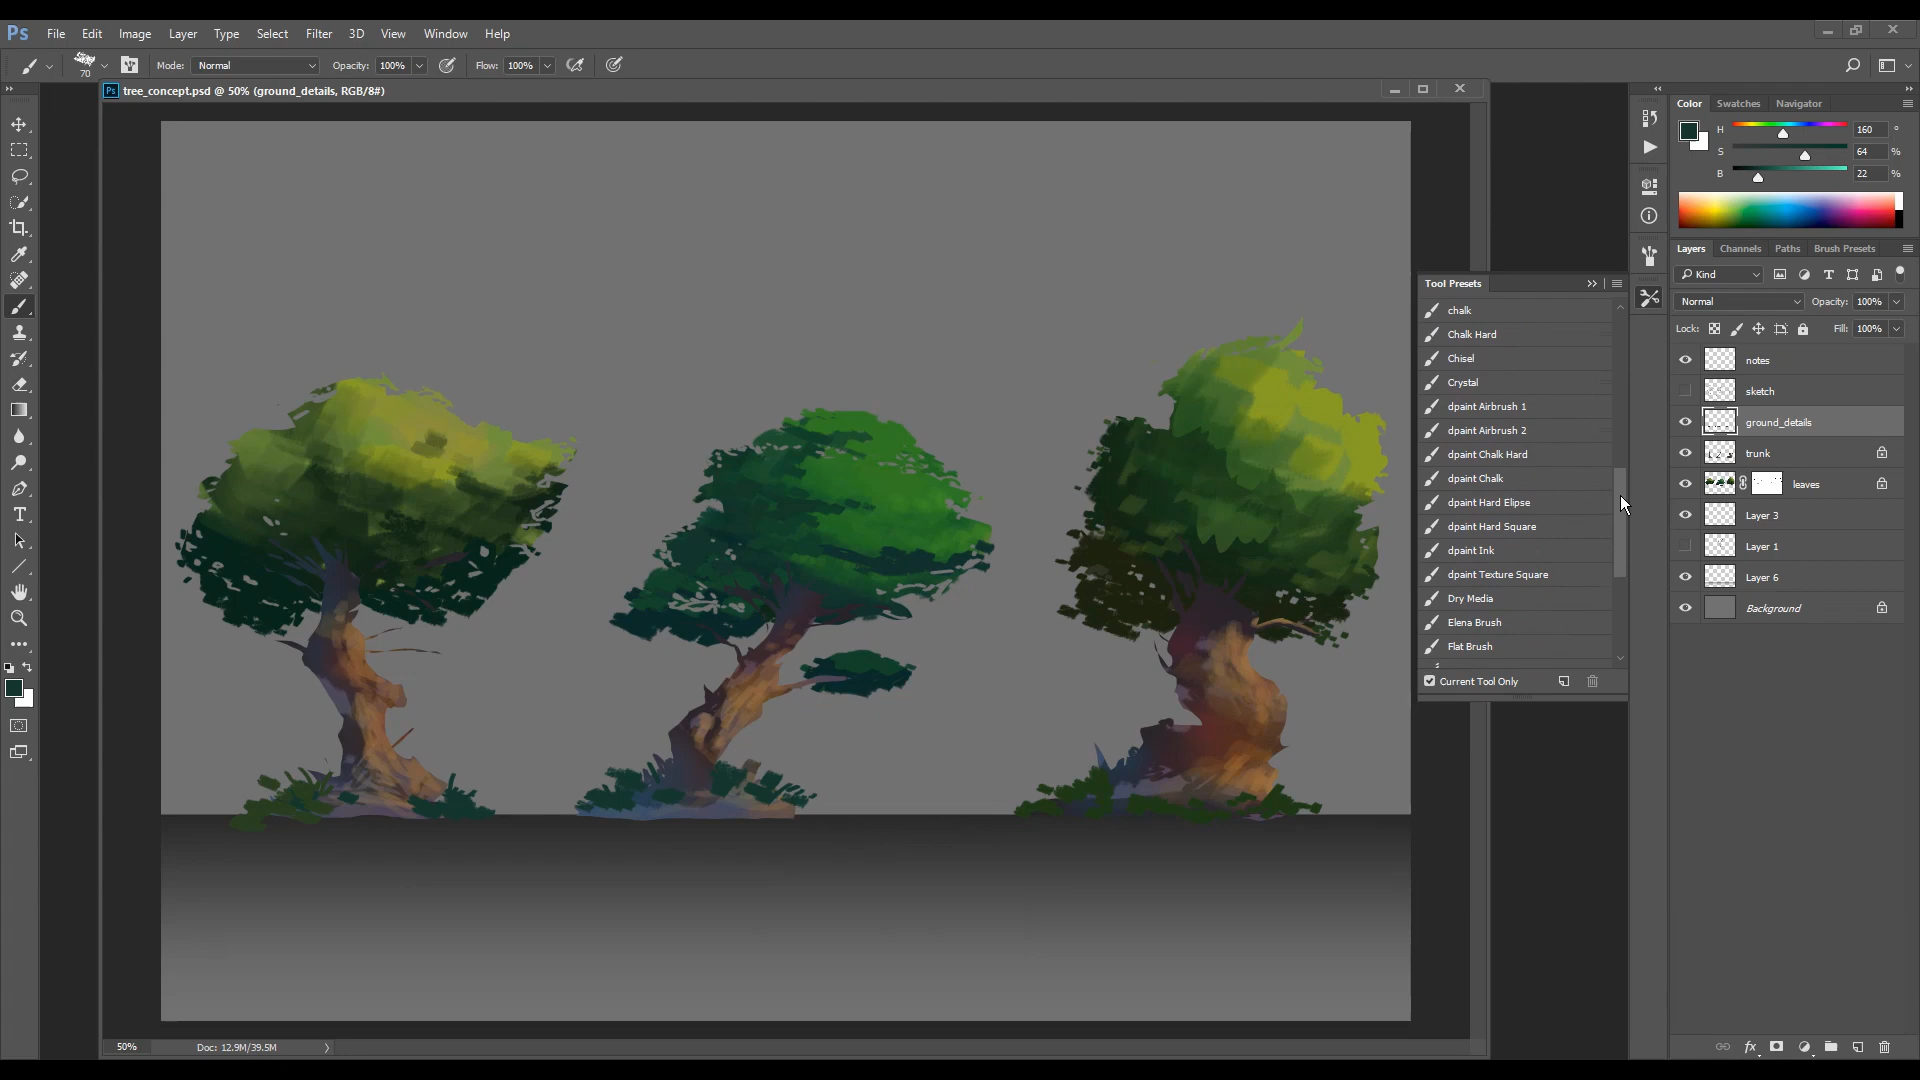 Ps File Edit Image Layer Type Select Filter 3D View Window Help
70 Mode: Normal Opacity: 100% Flow: 100%
Ps tree_concept.psd @ 50% (ground_details, RGB/8#)
Color Swatches Navigator
H 160 °
S 64 %
B 22 %
Layers Channels Paths Brush Presets
Kind
Normal Opacity: 100%
Lock: Fill: 100%
notes
sketch
ground_details
trunk
leaves
Layer 3
Layer 1
Layer 6
Background
Tool Presets
chalk
Chalk Hard
Chisel
Crystal
dpaint Airbrush 1
dpaint Airbrush 2
dpaint Chalk Hard
dpaint Chalk
dpaint Hard Elipse
dpaint Hard Square
dpaint Ink
dpaint Texture Square
Dry Media
Elena Brush
Flat Brush
Current Tool Only
50% Doc: 12.9M/39.5M
fx